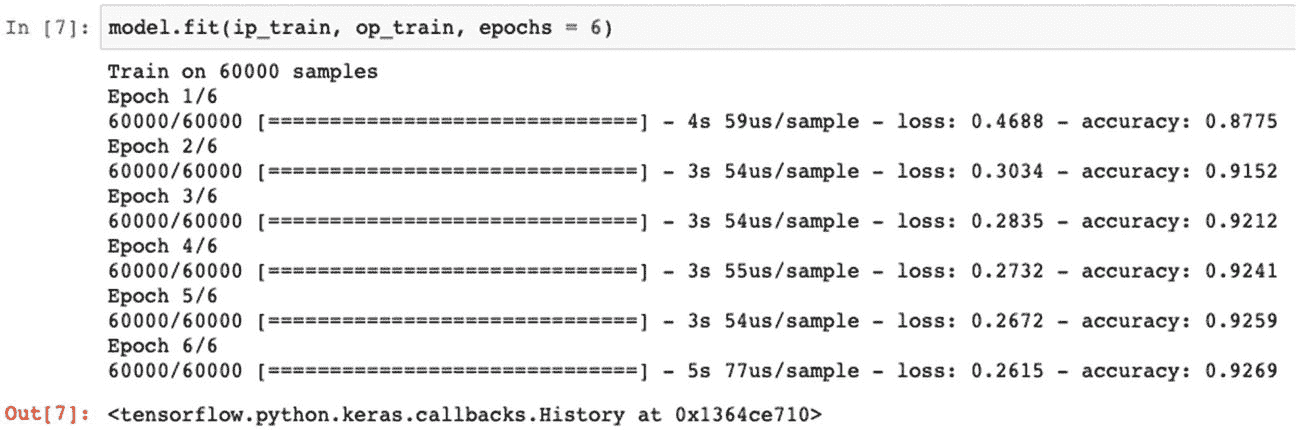 In [7]: model.fit(ip_train, op_train, epochs = 6)
Train on 60000 samples
Epoch 1/6
60000/60000 [==============================] - 4s 59us/sample - loss: 0.4688 - accuracy: 0.8775
Epoch 2/6
60000/60000 [==============================] - 3s 54us/sample - loss: 0.3034 - accuracy: 0.9152
Epoch 3/6
60000/60000 [==============================] - 3s 54us/sample - loss: 0.2835 - accuracy: 0.9212
Epoch 4/6
60000/60000 [==============================] - 3s 55us/sample - loss: 0.2732 - accuracy: 0.9241
Epoch 5/6
60000/60000 [==============================] - 3s 54us/sample - loss: 0.2672 - accuracy: 0.9259
Epoch 6/6
60000/60000 [==============================] - 5s 77us/sample - loss: 0.2615 - accuracy: 0.9269
Out[7]: <tensorflow.python.keras.callbacks.History at 0x1364ce710>